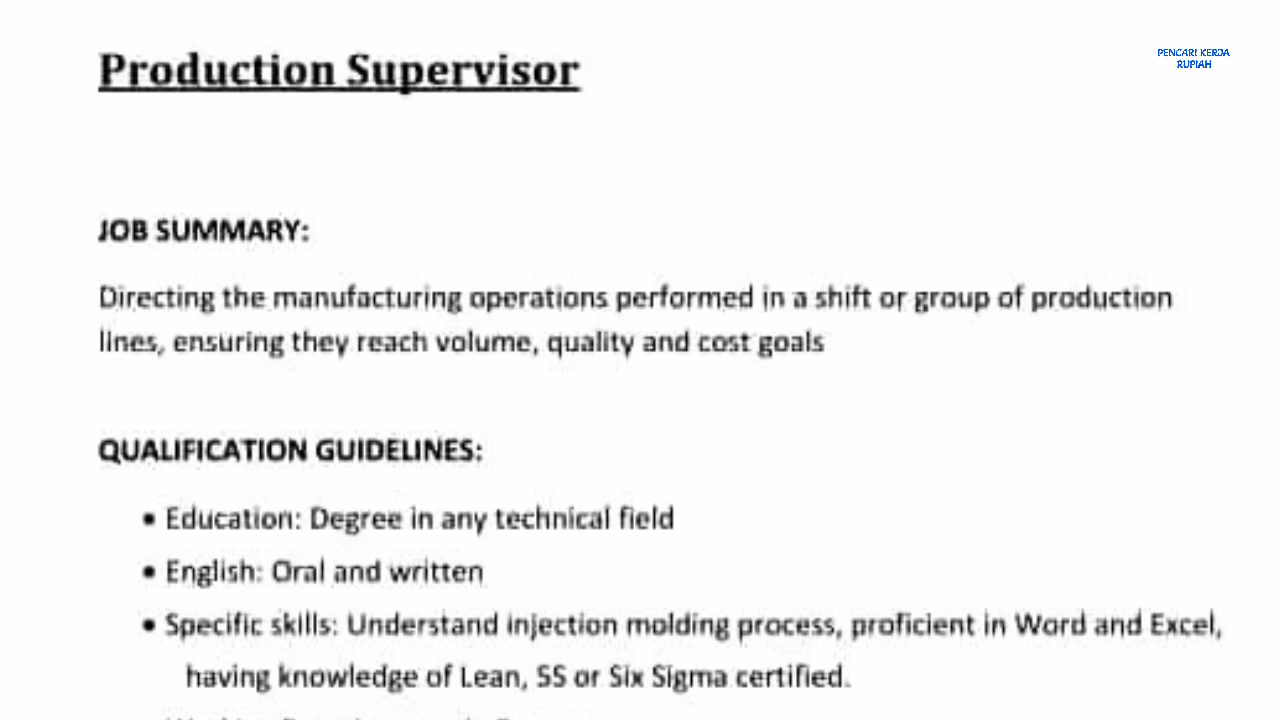 Production Supervisor
PENCARI KERJA
RUPIAH
JOB SUMMARY:
Directing the manufacturing operations performed in a shift or group of production
lines, ensuring they reach volume, quality and cost goals
QUALIFICATION GUIDELINES:
• Education: Degree in any technical field
• English: Oral and written
• Specific skills: Understand injection molding process, proficient in Word and Excel,
having knowledge of Lean, 5S or Six Sigma certified.